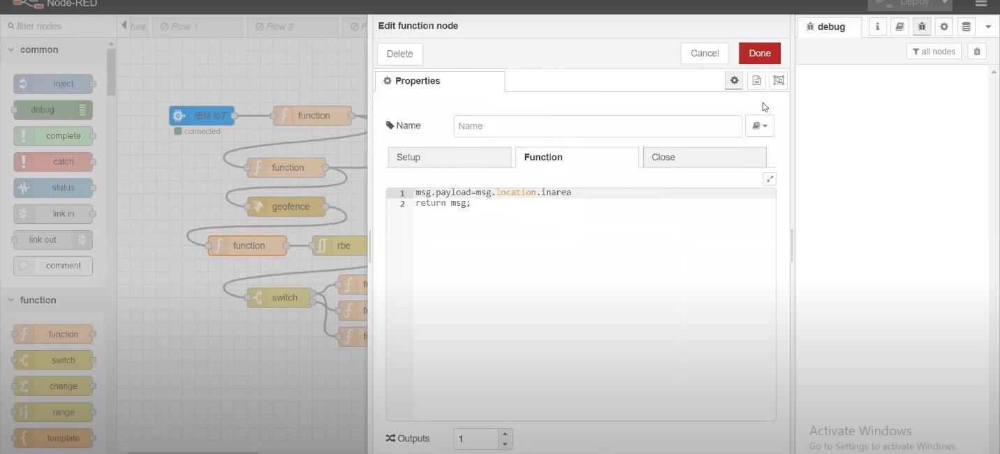 Node-RED
Deploy
filter nodes
ture
Flow 1
Flow 2
F
Edit function node
debug
i
common
Delete
Cancel
Done
all nodes
Properties
inject
debug
complete
catch
status
link in
link out
comment
function
function
switch
change
range
template
IBM IoT
connected
function
function
geofence
function
rbe
switch
f
f
f
Name
Name
Setup
Function
Close
1 msg.payload=msg.location.inarea
2 return msg;
Outputs
1
Activate Windows
Go to Settings to activate Windows.